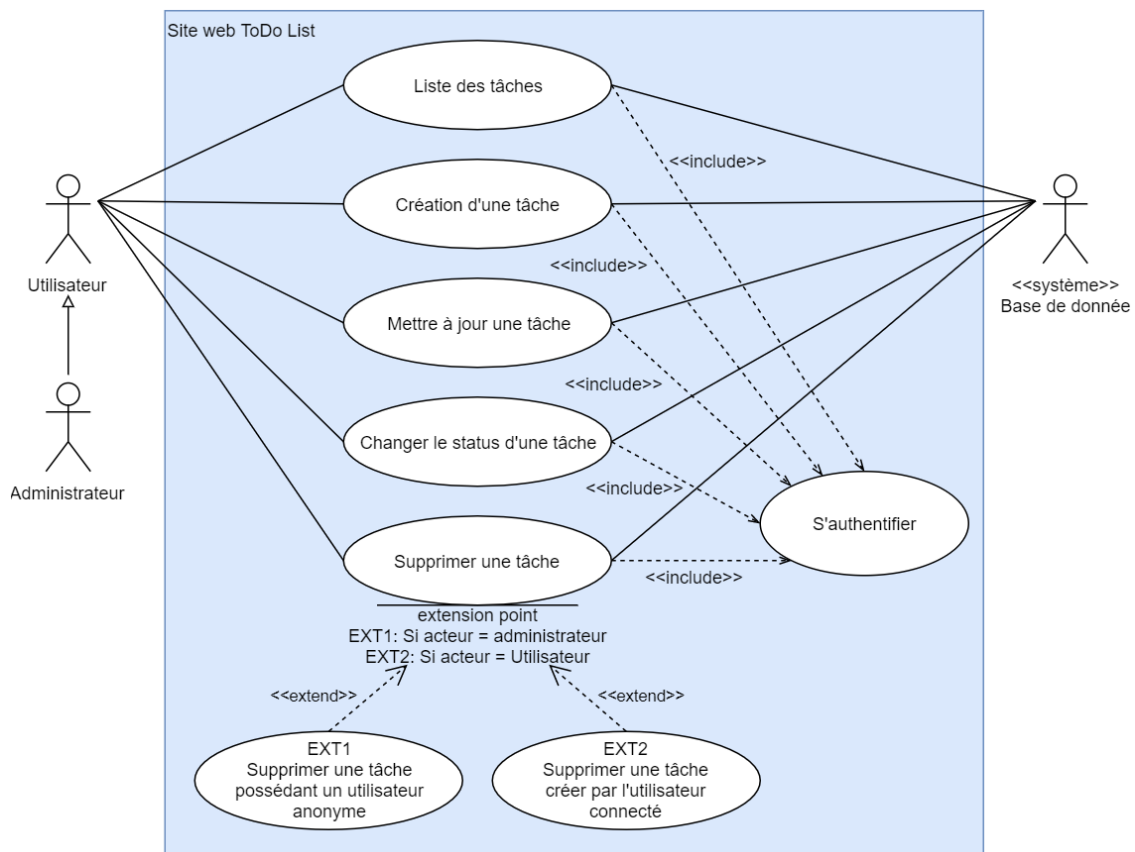 Site web ToDo List
Liste des tâches
<<include>>
Création d'une tâche
<<include>>
Utilisateur
<<système>>
Base de donnée
Mettre à jour une tâche
<<include>>
Changer le status d'une tâche
<<include>>
Administrateur
S'authentifier
Supprimer une tâche
<<include>>
extension point
EXT1: Si acteur = administrateur
EXT2: Si acteur = Utilisateur
<<extend>>
<<extend>>
EXT1
Supprimer une tâche
possédant un utilisateur
anonyme
EXT2
Supprimer une tâche
créer par l'utilisateur
connecté